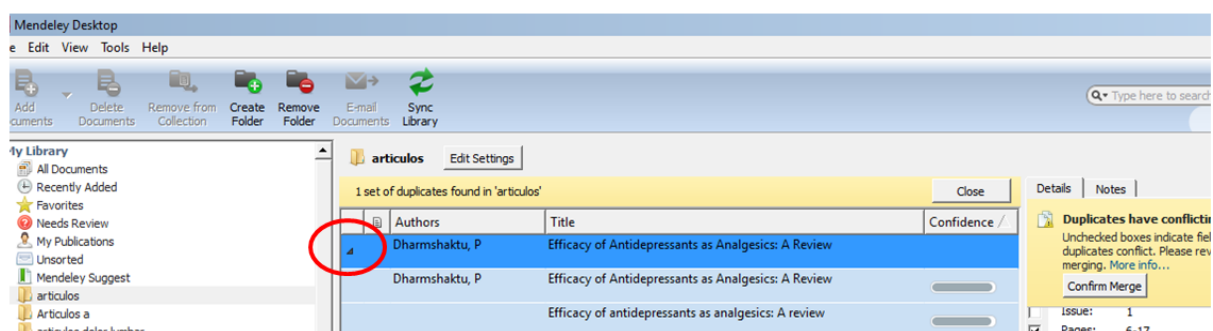 Mendeley Desktop
e Edit View Tools Help
Add Delete Remove from Create Remove E-mail Sync
cuments Documents Collection Folder Folder Documents Library
Type here to search
My Library
All Documents
Recently Added
Favorites
Needs Review
My Publications
Unsorted
Mendeley Suggest
articulos
Articulos a
articulos dolor lumbar
articulos Edit Settings
1 set of duplicates found in 'articulos' Close
Authors Title Confidence
Dharmshaktu, P Efficacy of Antidepressants as Analgesics: A Review
Dharmshaktu, P Efficacy of Antidepressants as Analgesics: A Review
Efficacy of antidepressants as analgesics: A review
Details Notes
Duplicates have conflictin
Unchecked boxes indicate fiel
duplicates conflict. Please rev
merging. More info...
Confirm Merge
Issue: 1
Pages: 6-17